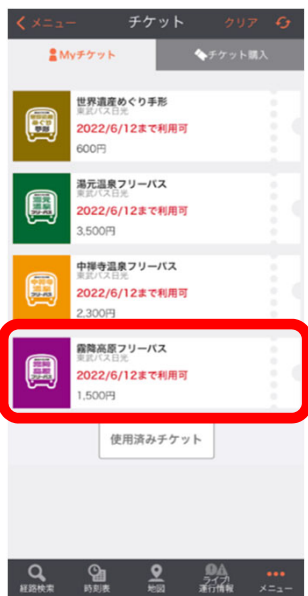 メニュー チケット クリア
Myチケット チケット購入
世界遺産めぐり手形
東武バス日光
2022/6/12まで利用可
600円
湯元温泉フリーパス
東武バス日光
2022/6/12まで利用可
3,500円
中禅寺温泉フリーパス
東武バス日光
2022/6/12まで利用可
2,300円
霧降高原フリーパス
東武バス日光
2022/6/12まで利用可
1,500円
使用済みチケット
経路検索 時刻表 地図 ライブ!運行情報 メニュー